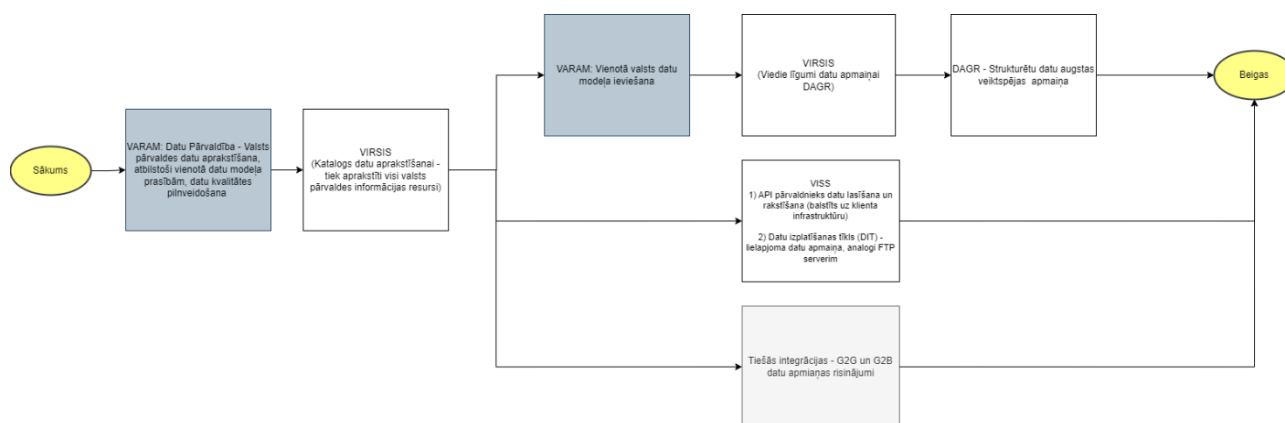 Sākums
VARAM: Datu Pārvaldība - Valsts
pārvaldes datu aprakstīšana,
atbilstoši vienotā datu modeļa
prasībām, datu kvalitātes
pilnveidošana
VIRSIS
(Katalogs datu aprakstīšanai -
tiek aprakstīti visi valsts
pārvaldes informācijas resursi)
VARAM: Vienotā valsts datu
modeļa ieviešana
VIRSIS
(Viedie līgumi datu apmaiņai
DAGR)
DAGR - Strukturētu datu augstas
veiktspējas apmaiņa
Beigas
VISS
1) API pārvaldnieks datu lasīšana un
rakstīšana (balstīts uz klienta
infrastruktūru)
2) Datu izplatīšanas tīkls (DIT) -
lielapjoma datu apmaiņa, analogi FTP
serverim
Tiešās integrācijas - G2G un G2B
datu apmiaņas risinājumi